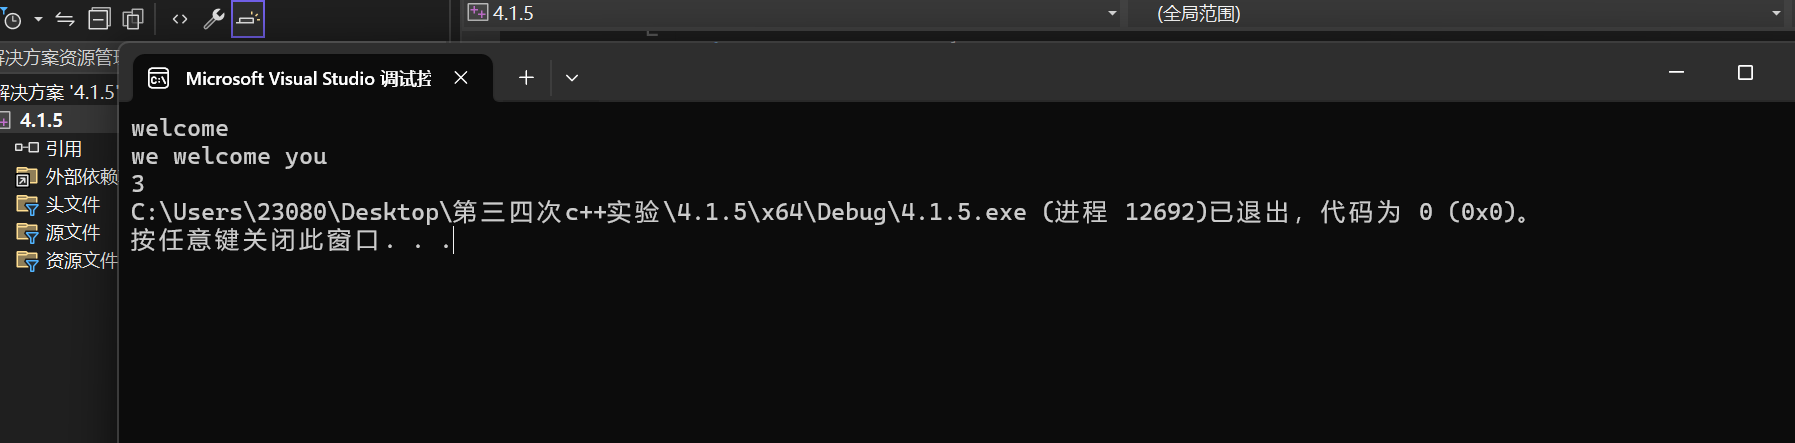 4.1.5
(全局范围)
解决方案资源管
Microsoft Visual Studio 调试控
解决方案 '4.1.5'
4.1.5
引用
外部依赖
头文件
源文件
资源文件
welcome
we welcome you
3
C:\Users\23080\Desktop\第三四次c++实验\4.1.5\x64\Debug\4.1.5.exe (进程 12692)已退出，代码为 0 (0x0)。
按任意键关闭此窗口. . .